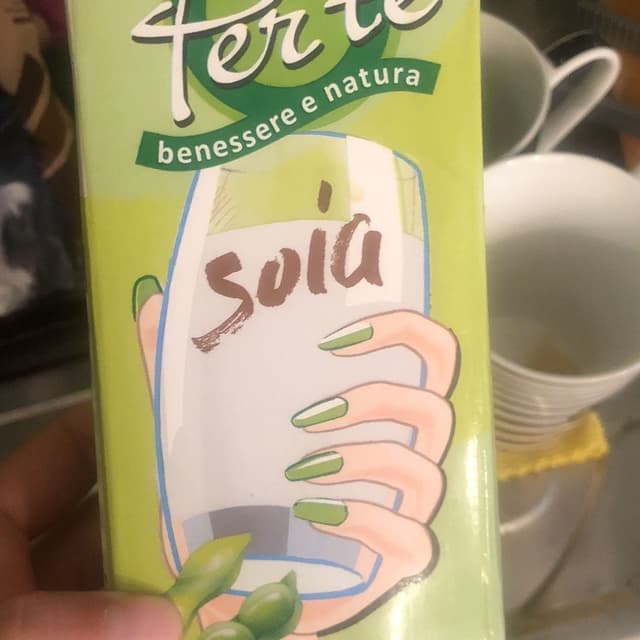 Per te
benessere e natura
soia